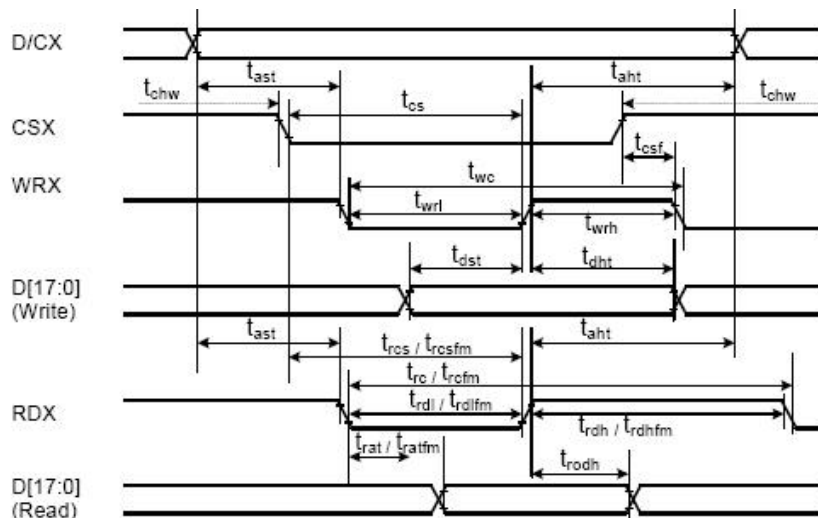 D/CX
t_ast t_aht
t_chw t_cs t_chw
CSX
t_csf
t_wc
WRX
t_wrl t_wrh
t_dst t_dht
D[17:0]
(Write)
t_ast t_aht
t_rcs / t_rcsfm
t_rc / t_rcfm
RDX
t_rdl / t_rdlfm
t_rdh / t_rdhfm
t_rat / t_ratfm
t_rodh
D[17:0]
(Read)